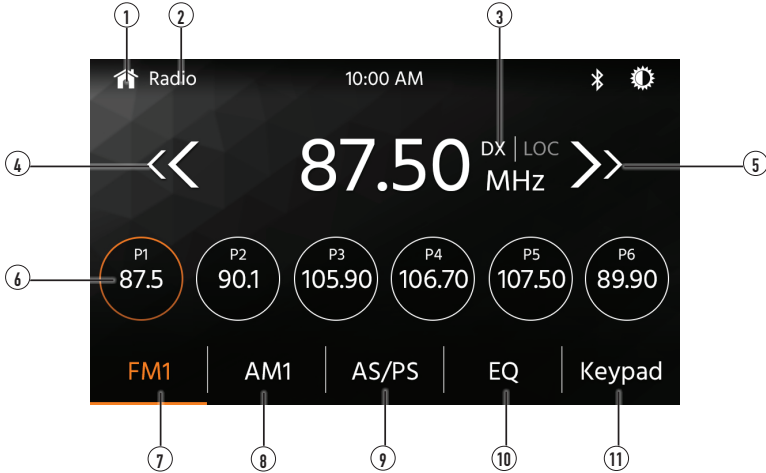 1 2 3
Radio 10:00 AM
4 87.50 DX | LOC 5
MHz
P1 P2 P3 P4 P5 P6
6 87.5 90.1 105.90 106.70 107.50 89.90
FM1 AM1 AS/PS EQ Keypad
7 8 9 10 11